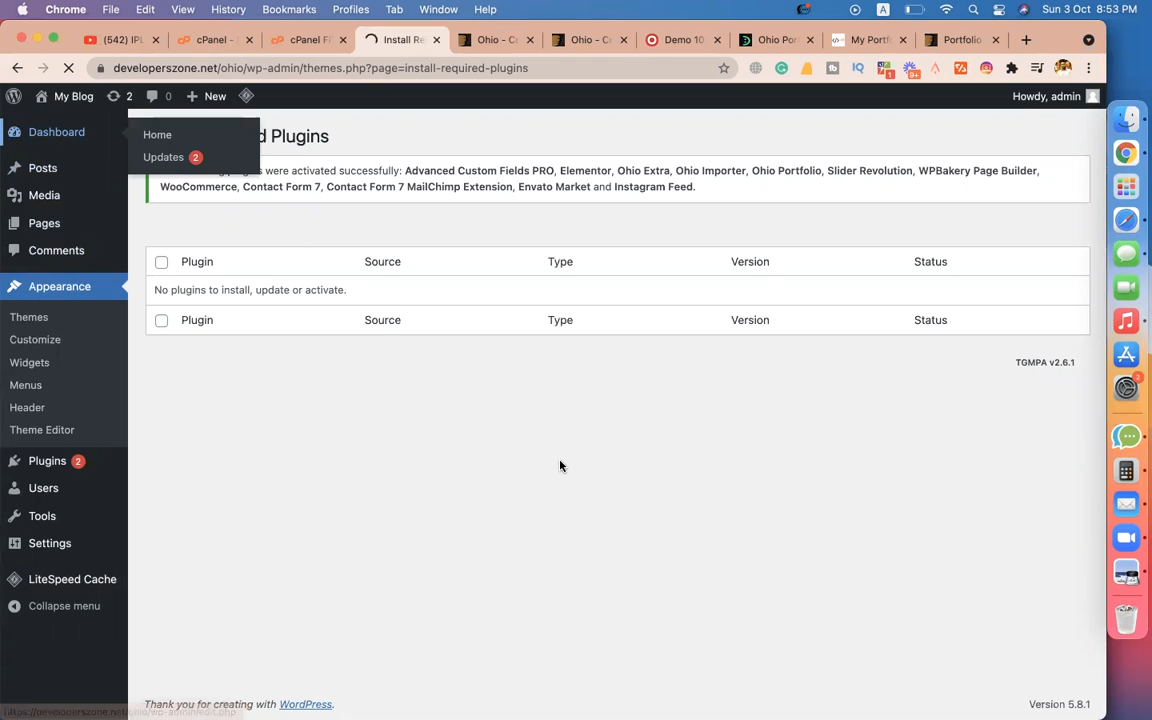 Chrome File Edit View History Bookmarks Profiles Tab Window Help A Sun 3 Oct 8:53 PM
(542) IPL
cPanel -
cPanel Fi
Install Re
Ohio - Co
Ohio - Cr
Demo 10
Ohio Por
My Portf
Portfolio
developerszone.net/ohio/wp-admin/themes.php?page=install-required-plugins
My Blog 2 0 New
Howdy, admin
Dashboard
Home
Updates 2
Plugins
were activated successfully: Advanced Custom Fields PRO, Elementor, Ohio Extra, Ohio Importer, Ohio Portfolio, Slider Revolution, WPBakery Page Builder,
WooCommerce, Contact Form 7, Contact Form 7 MailChimp Extension, Envato Market and Instagram Feed.
Posts
Media
Pages
Comments
Appearance
Themes
Customize
Widgets
Menus
Header
Theme Editor
Plugins 2
Users
Tools
Settings
LiteSpeed Cache
Collapse menu
Plugin Source Type Version Status
No plugins to install, update or activate.
Plugin Source Type Version Status
TGMPA v2.6.1
Thank you for creating with WordPress.
Version 5.8.1